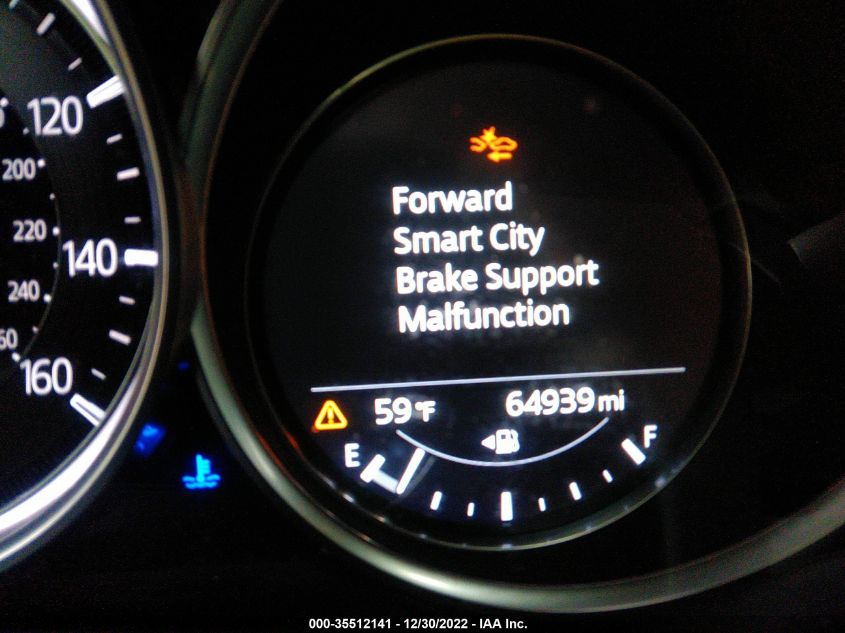 120
200
220
140
240
160
Forward
Smart City
Brake Support
Malfunction
59°F
64939 mi
E
F
000-35512141 - 12/30/2022 - IAA Inc.